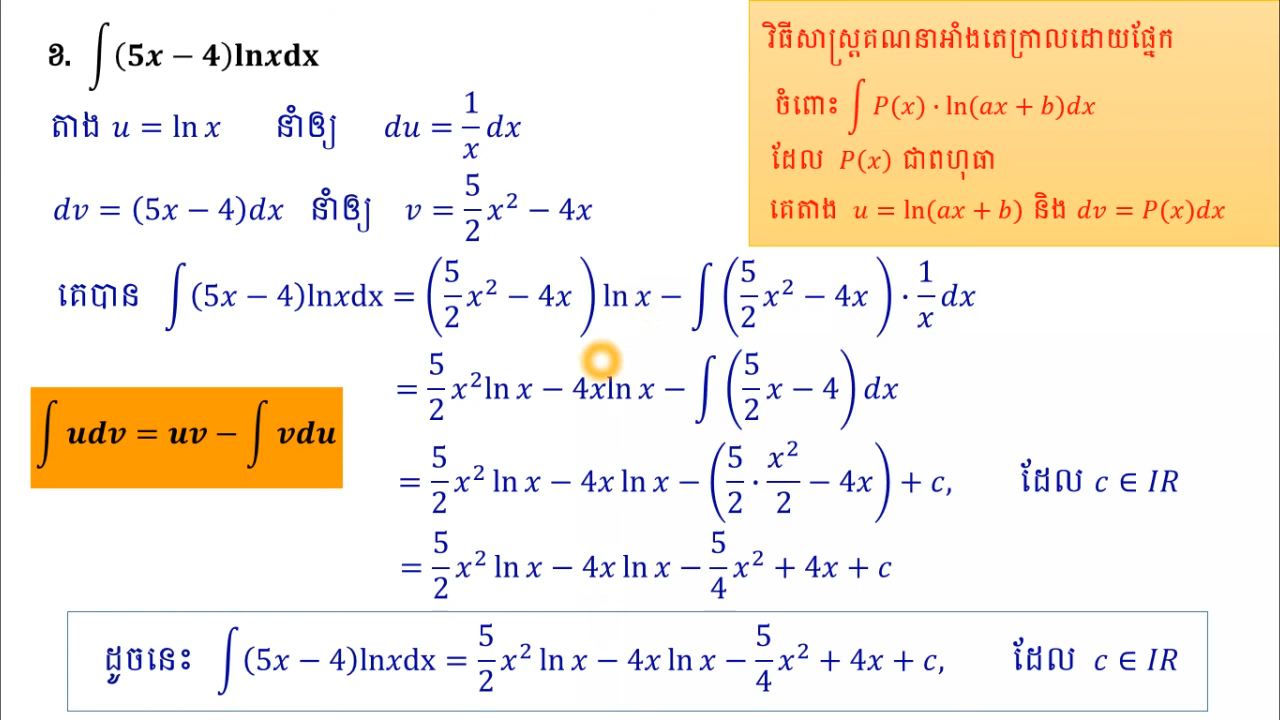 ខ. ∫(5x − 4)lnxdx
តាង u = ln x នាំឲ្យ du = 1/x dx
dv = (5x − 4)dx នាំឲ្យ v = 5/2 x² − 4x
វិធីសាស្ត្រគណនាអាំងតេក្រាលដោយផ្នែក
ចំពោះ ∫ P(x) · ln(ax + b)dx
ដែល P(x) ជាពហុធា
គេតាង u = ln(ax + b) និង dv = P(x)dx
គេបាន ∫(5x − 4)lnxdx = (5/2 x² − 4x) ln x − ∫(5/2 x² − 4x) · 1/x dx
= 5/2 x²ln x − 4xln x − ∫(5/2 x − 4) dx
∫ udv = uv − ∫ vdu
= 5/2 x² ln x − 4x ln x − (5/2 · x²/2 − 4x) + c, ដែល c ∈ IR
= 5/2 x² ln x − 4x ln x − 5/4 x² + 4x + c
ដូចនេះ ∫(5x − 4)lnxdx = 5/2 x² ln x − 4x ln x − 5/4 x² + 4x + c, ដែល c ∈ IR